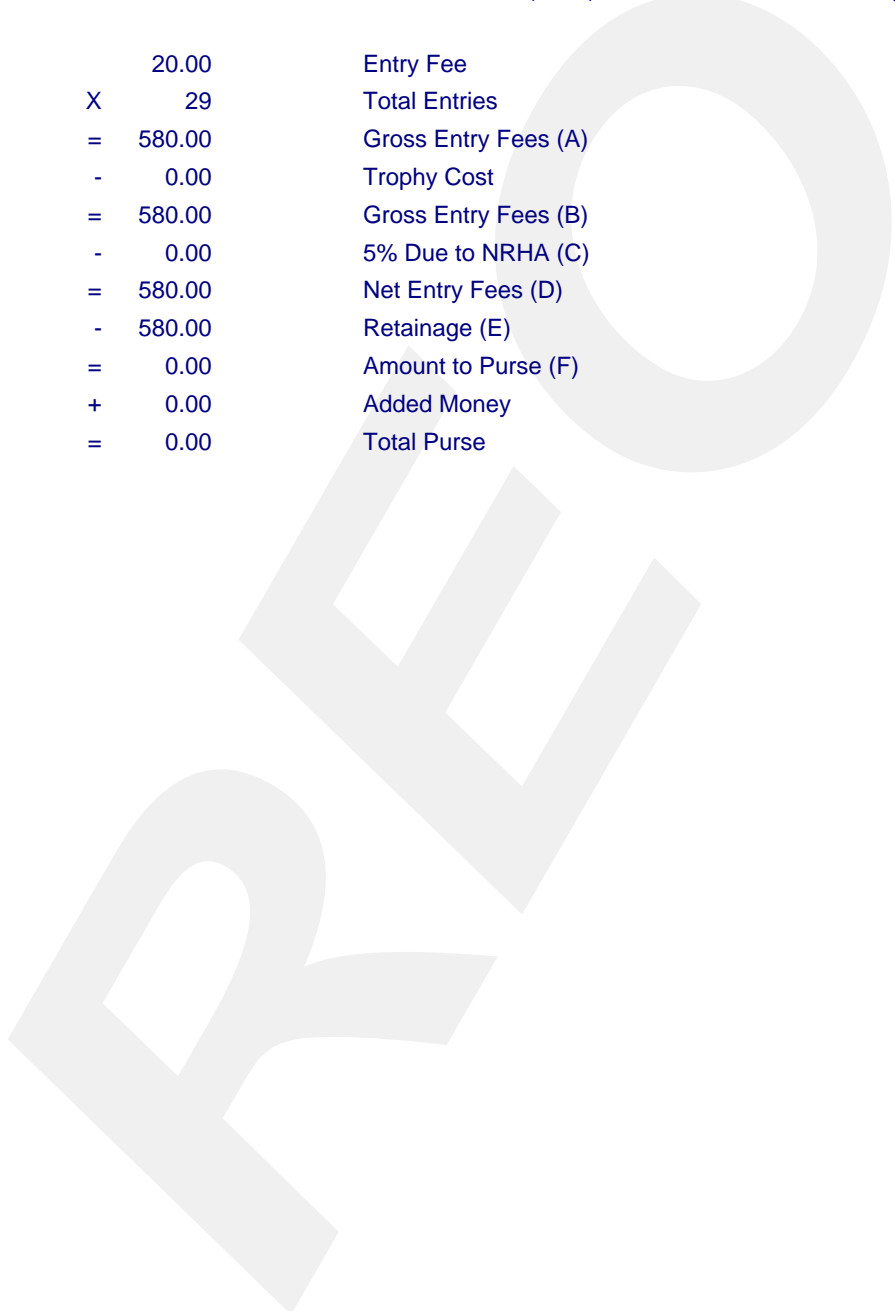 20.00 Entry Fee
X 29 Total Entries
= 580.00 Gross Entry Fees (A)
- 0.00 Trophy Cost
= 580.00 Gross Entry Fees (B)
- 0.00 5% Due to NRHA (C)
= 580.00 Net Entry Fees (D)
- 580.00 Retainage (E)
= 0.00 Amount to Purse (F)
+ 0.00 Added Money
= 0.00 Total Purse
REO